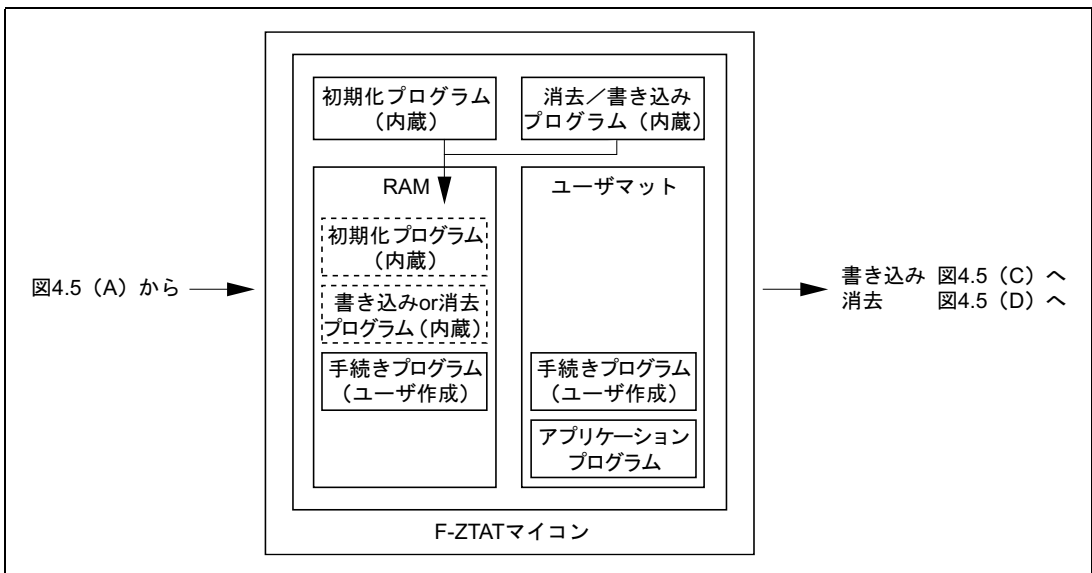 初期化プログラム
（内蔵）
消去／書き込み
プログラム（内蔵）
RAM
初期化プログラム
（内蔵）
書き込みor消去
プログラム（内蔵）
手続きプログラム
（ユーザ作成）
ユーザマット
手続きプログラム
（ユーザ作成）
アプリケーション
プログラム
図4.5（A）から
書き込み 図4.5（C）へ
消去 図4.5（D）へ
F-ZTATマイコン